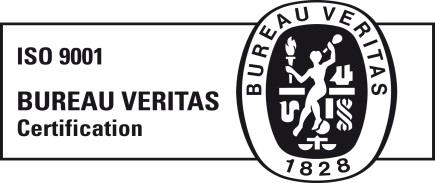 ISO 9001
BUREAU VERITAS
Certification
BUREAU VERITAS
1828